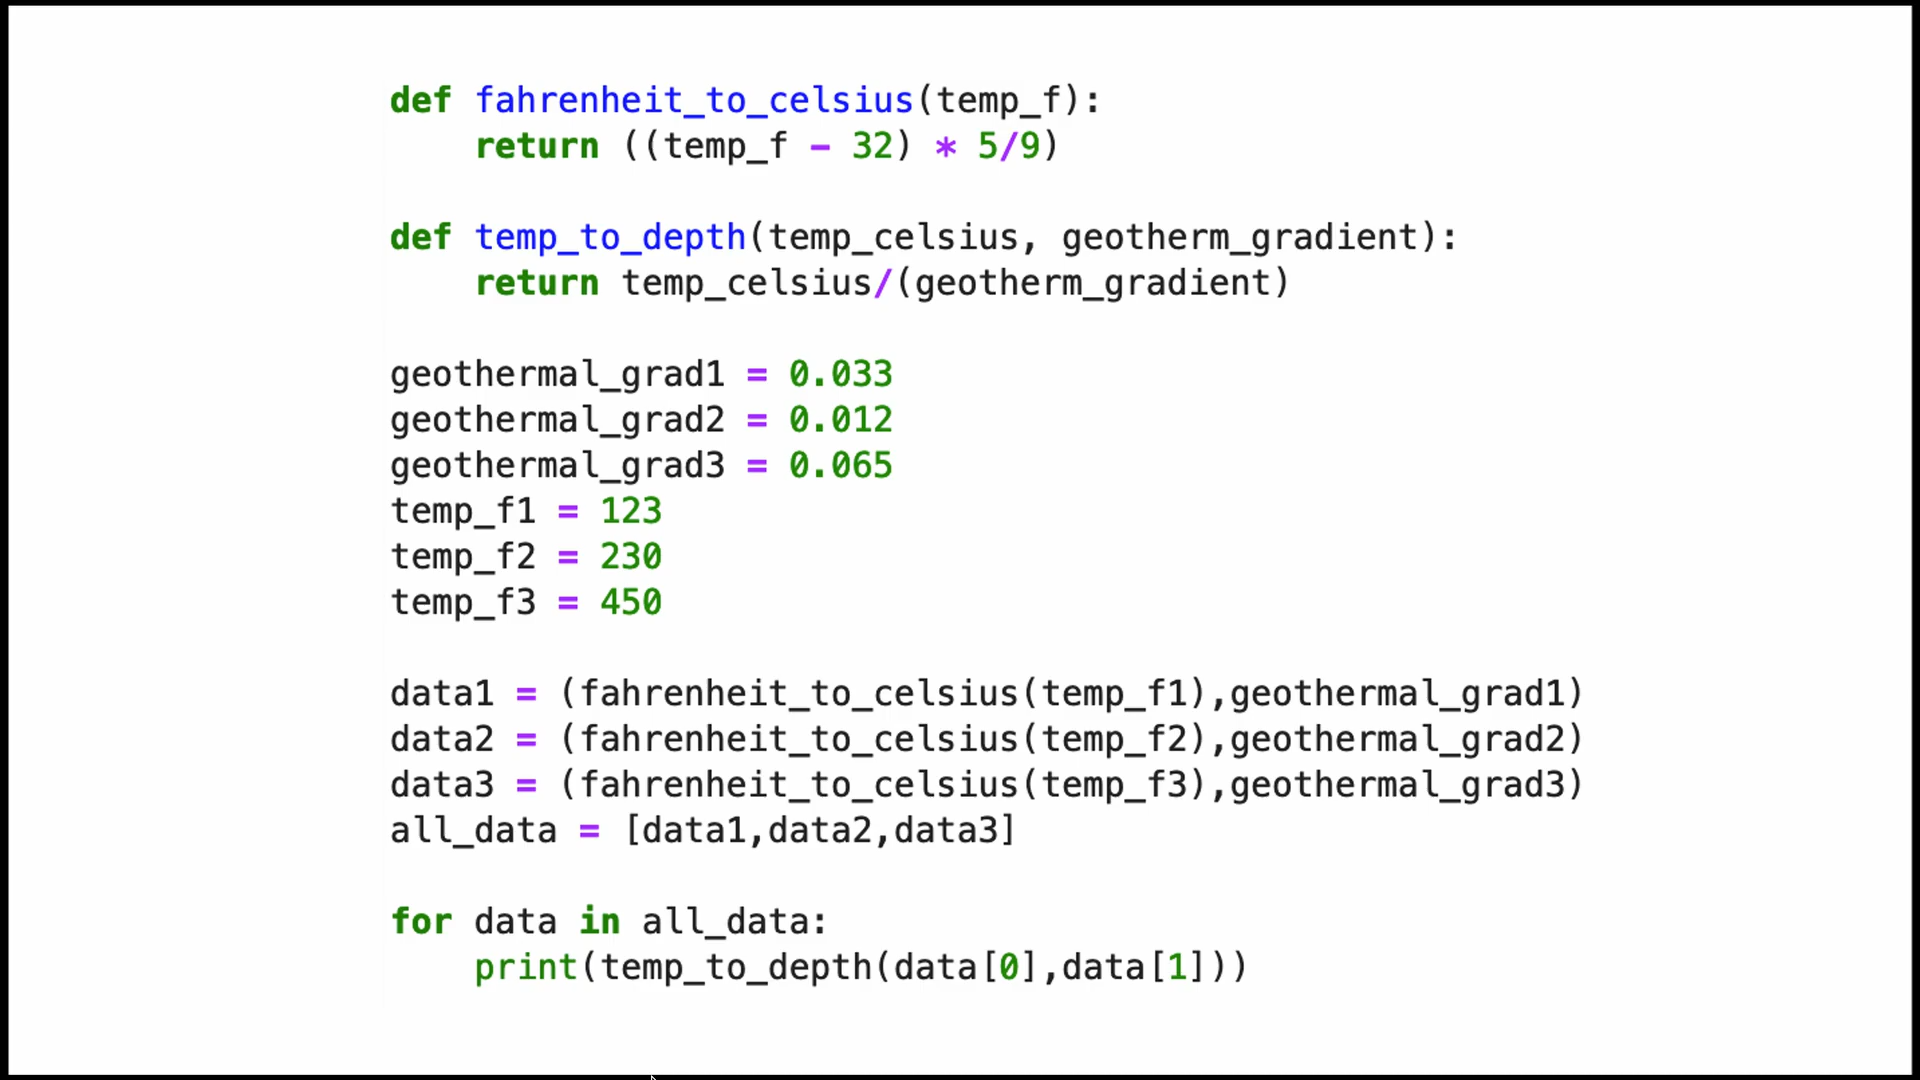 def fahrenheit_to_celsius(temp_f):
    return ((temp_f - 32) * 5/9)

def temp_to_depth(temp_celsius, geotherm_gradient):
    return temp_celsius/(geotherm_gradient)

geothermal_grad1 = 0.033
geothermal_grad2 = 0.012
geothermal_grad3 = 0.065
temp_f1 = 123
temp_f2 = 230
temp_f3 = 450

data1 = (fahrenheit_to_celsius(temp_f1),geothermal_grad1)
data2 = (fahrenheit_to_celsius(temp_f2),geothermal_grad2)
data3 = (fahrenheit_to_celsius(temp_f3),geothermal_grad3)
all_data = [data1,data2,data3]

for data in all_data:
    print(temp_to_depth(data[0],data[1]))